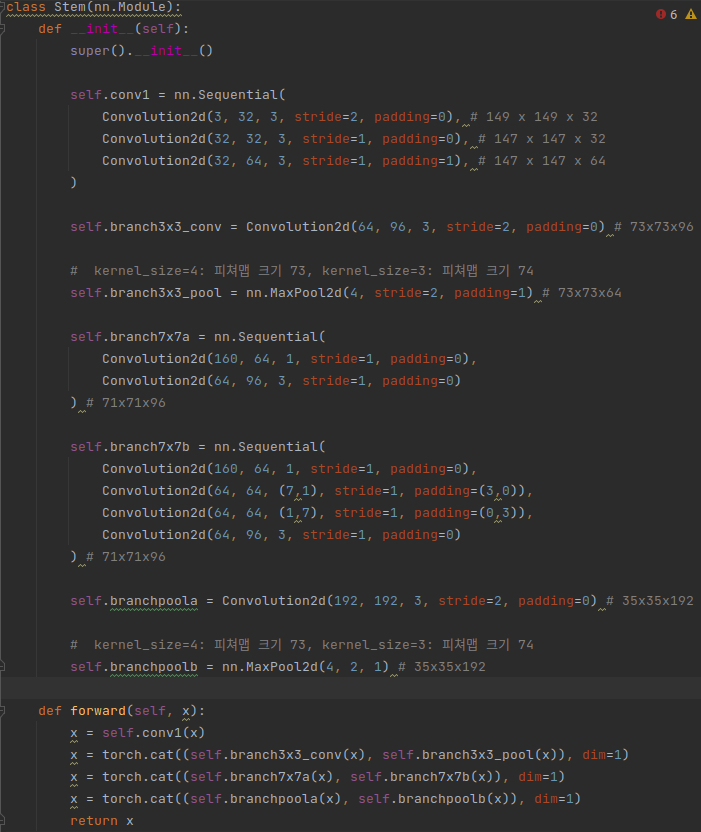 class Stem(nn.Module):
6
    def __init__(self):
        super().__init__()

        self.conv1 = nn.Sequential(
            Convolution2d(3, 32, 3, stride=2, padding=0), # 149 x 149 x 32
            Convolution2d(32, 32, 3, stride=1, padding=0), # 147 x 147 x 32
            Convolution2d(32, 64, 3, stride=1, padding=1), # 147 x 147 x 64
        )

        self.branch3x3_conv = Convolution2d(64, 96, 3, stride=2, padding=0) # 73x73x96

        #  kernel_size=4: 피쳐맵 크기 73, kernel_size=3: 피쳐맵 크기 74
        self.branch3x3_pool = nn.MaxPool2d(4, stride=2, padding=1) # 73x73x64

        self.branch7x7a = nn.Sequential(
            Convolution2d(160, 64, 1, stride=1, padding=0),
            Convolution2d(64, 96, 3, stride=1, padding=0)
        ) # 71x71x96

        self.branch7x7b = nn.Sequential(
            Convolution2d(160, 64, 1, stride=1, padding=0),
            Convolution2d(64, 64, (7,1), stride=1, padding=(3,0)),
            Convolution2d(64, 64, (1,7), stride=1, padding=(0,3)),
            Convolution2d(64, 96, 3, stride=1, padding=0)
        ) # 71x71x96

        self.branchpoola = Convolution2d(192, 192, 3, stride=2, padding=0) # 35x35x192

        #  kernel_size=4: 피쳐맵 크기 73, kernel_size=3: 피쳐맵 크기 74
        self.branchpoolb = nn.MaxPool2d(4, 2, 1) # 35x35x192

    def forward(self, x):
        x = self.conv1(x)
        x = torch.cat((self.branch3x3_conv(x), self.branch3x3_pool(x)), dim=1)
        x = torch.cat((self.branch7x7a(x), self.branch7x7b(x)), dim=1)
        x = torch.cat((self.branchpoola(x), self.branchpoolb(x)), dim=1)
        return x